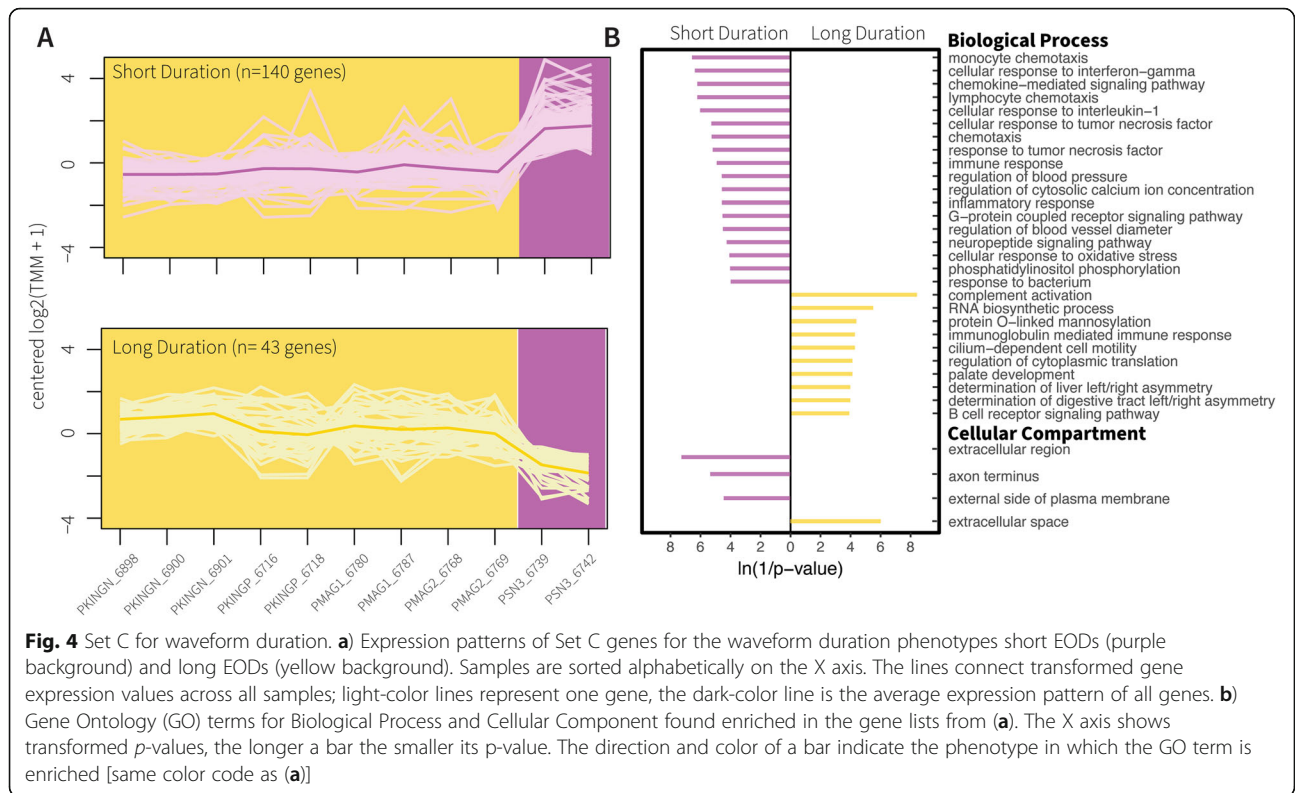 A
Short Duration (n=140 genes)
4
0
−4
centered log2(TMM + 1)
Long Duration (n= 43 genes)
4
0
−4
PKINGN_6898
PKINGN_6900
PKINGN_6901
PKINGP_6716
PKINGP_6718
PMAG1_6780
PMAG1_6787
PMAG2_6768
PMAG2_6769
PSN3_6739
PSN3_6742
B
Short Duration
Long Duration
Biological Process
monocyte chemotaxis
cellular response to interferon−gamma
chemokine−mediated signaling pathway
lymphocyte chemotaxis
cellular response to interleukin−1
cellular response to tumor necrosis factor
chemotaxis
response to tumor necrosis factor
immune response
regulation of blood pressure
regulation of cytosolic calcium ion concentration
inflammatory response
G−protein coupled receptor signaling pathway
regulation of blood vessel diameter
neuropeptide signaling pathway
cellular response to oxidative stress
phosphatidylinositol phosphorylation
response to bacterium
complement activation
RNA biosynthetic process
protein O−linked mannosylation
immunoglobulin mediated immune response
cilium−dependent cell motility
regulation of cytoplasmic translation
palate development
determination of liver left/right asymmetry
determination of digestive tract left/right asymmetry
B cell receptor signaling pathway
Cellular Compartment
extracellular region
axon terminus
external side of plasma membrane
extracellular space
8 6 4 2 0 2 4 6 8
ln(1/p−value)
Fig. 4 Set C for waveform duration. a) Expression patterns of Set C genes for the waveform duration phenotypes short EODs (purple
background) and long EODs (yellow background). Samples are sorted alphabetically on the X axis. The lines connect transformed gene
expression values across all samples; light-color lines represent one gene, the dark-color line is the average expression pattern of all genes. b)
Gene Ontology (GO) terms for Biological Process and Cellular Component found enriched in the gene lists from (a). The X axis shows
transformed p-values, the longer a bar the smaller its p-value. The direction and color of a bar indicate the phenotype in which the GO term is
enriched [same color code as (a)]